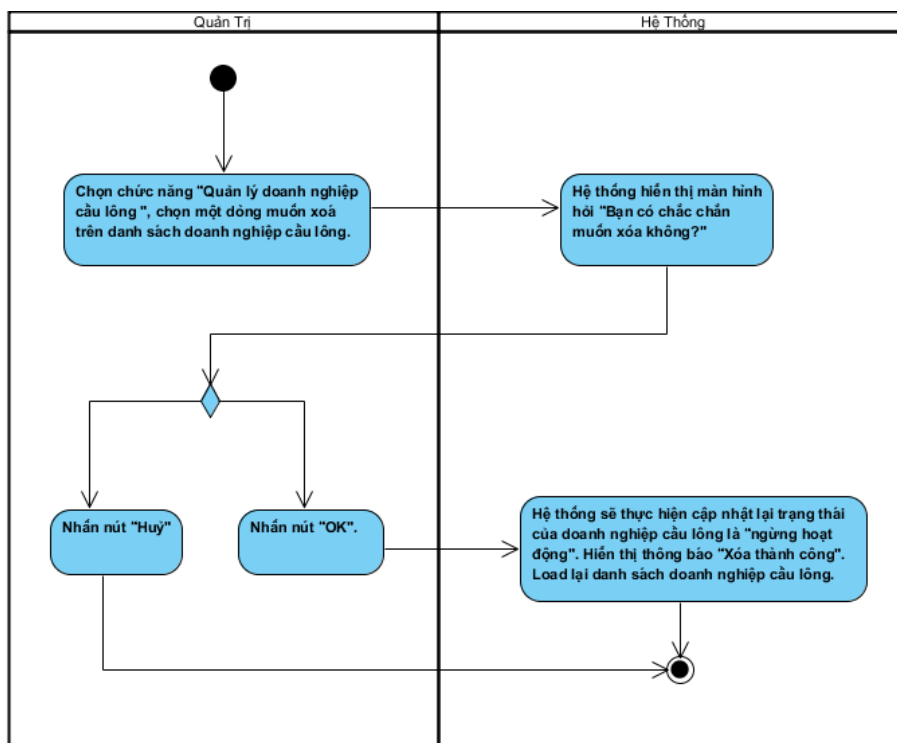 Quản Trị
Hệ Thống
Chọn chức năng "Quản lý doanh nghiệp
cầu lông ", chọn một dòng muốn xoá
trên danh sách doanh nghiệp cầu lông.
Hệ thống hiển thị màn hình
hỏi "Bạn có chắc chắn
muốn xóa không?"
Nhấn nút "Huỷ"
Nhấn nút "OK".
Hệ thống sẽ thực hiện cập nhật lại trạng thái
của doanh nghiệp cầu lông là "ngừng hoạt
động". Hiển thị thông báo "Xóa thành công".
Load lại danh sách doanh nghiệp cầu lông.